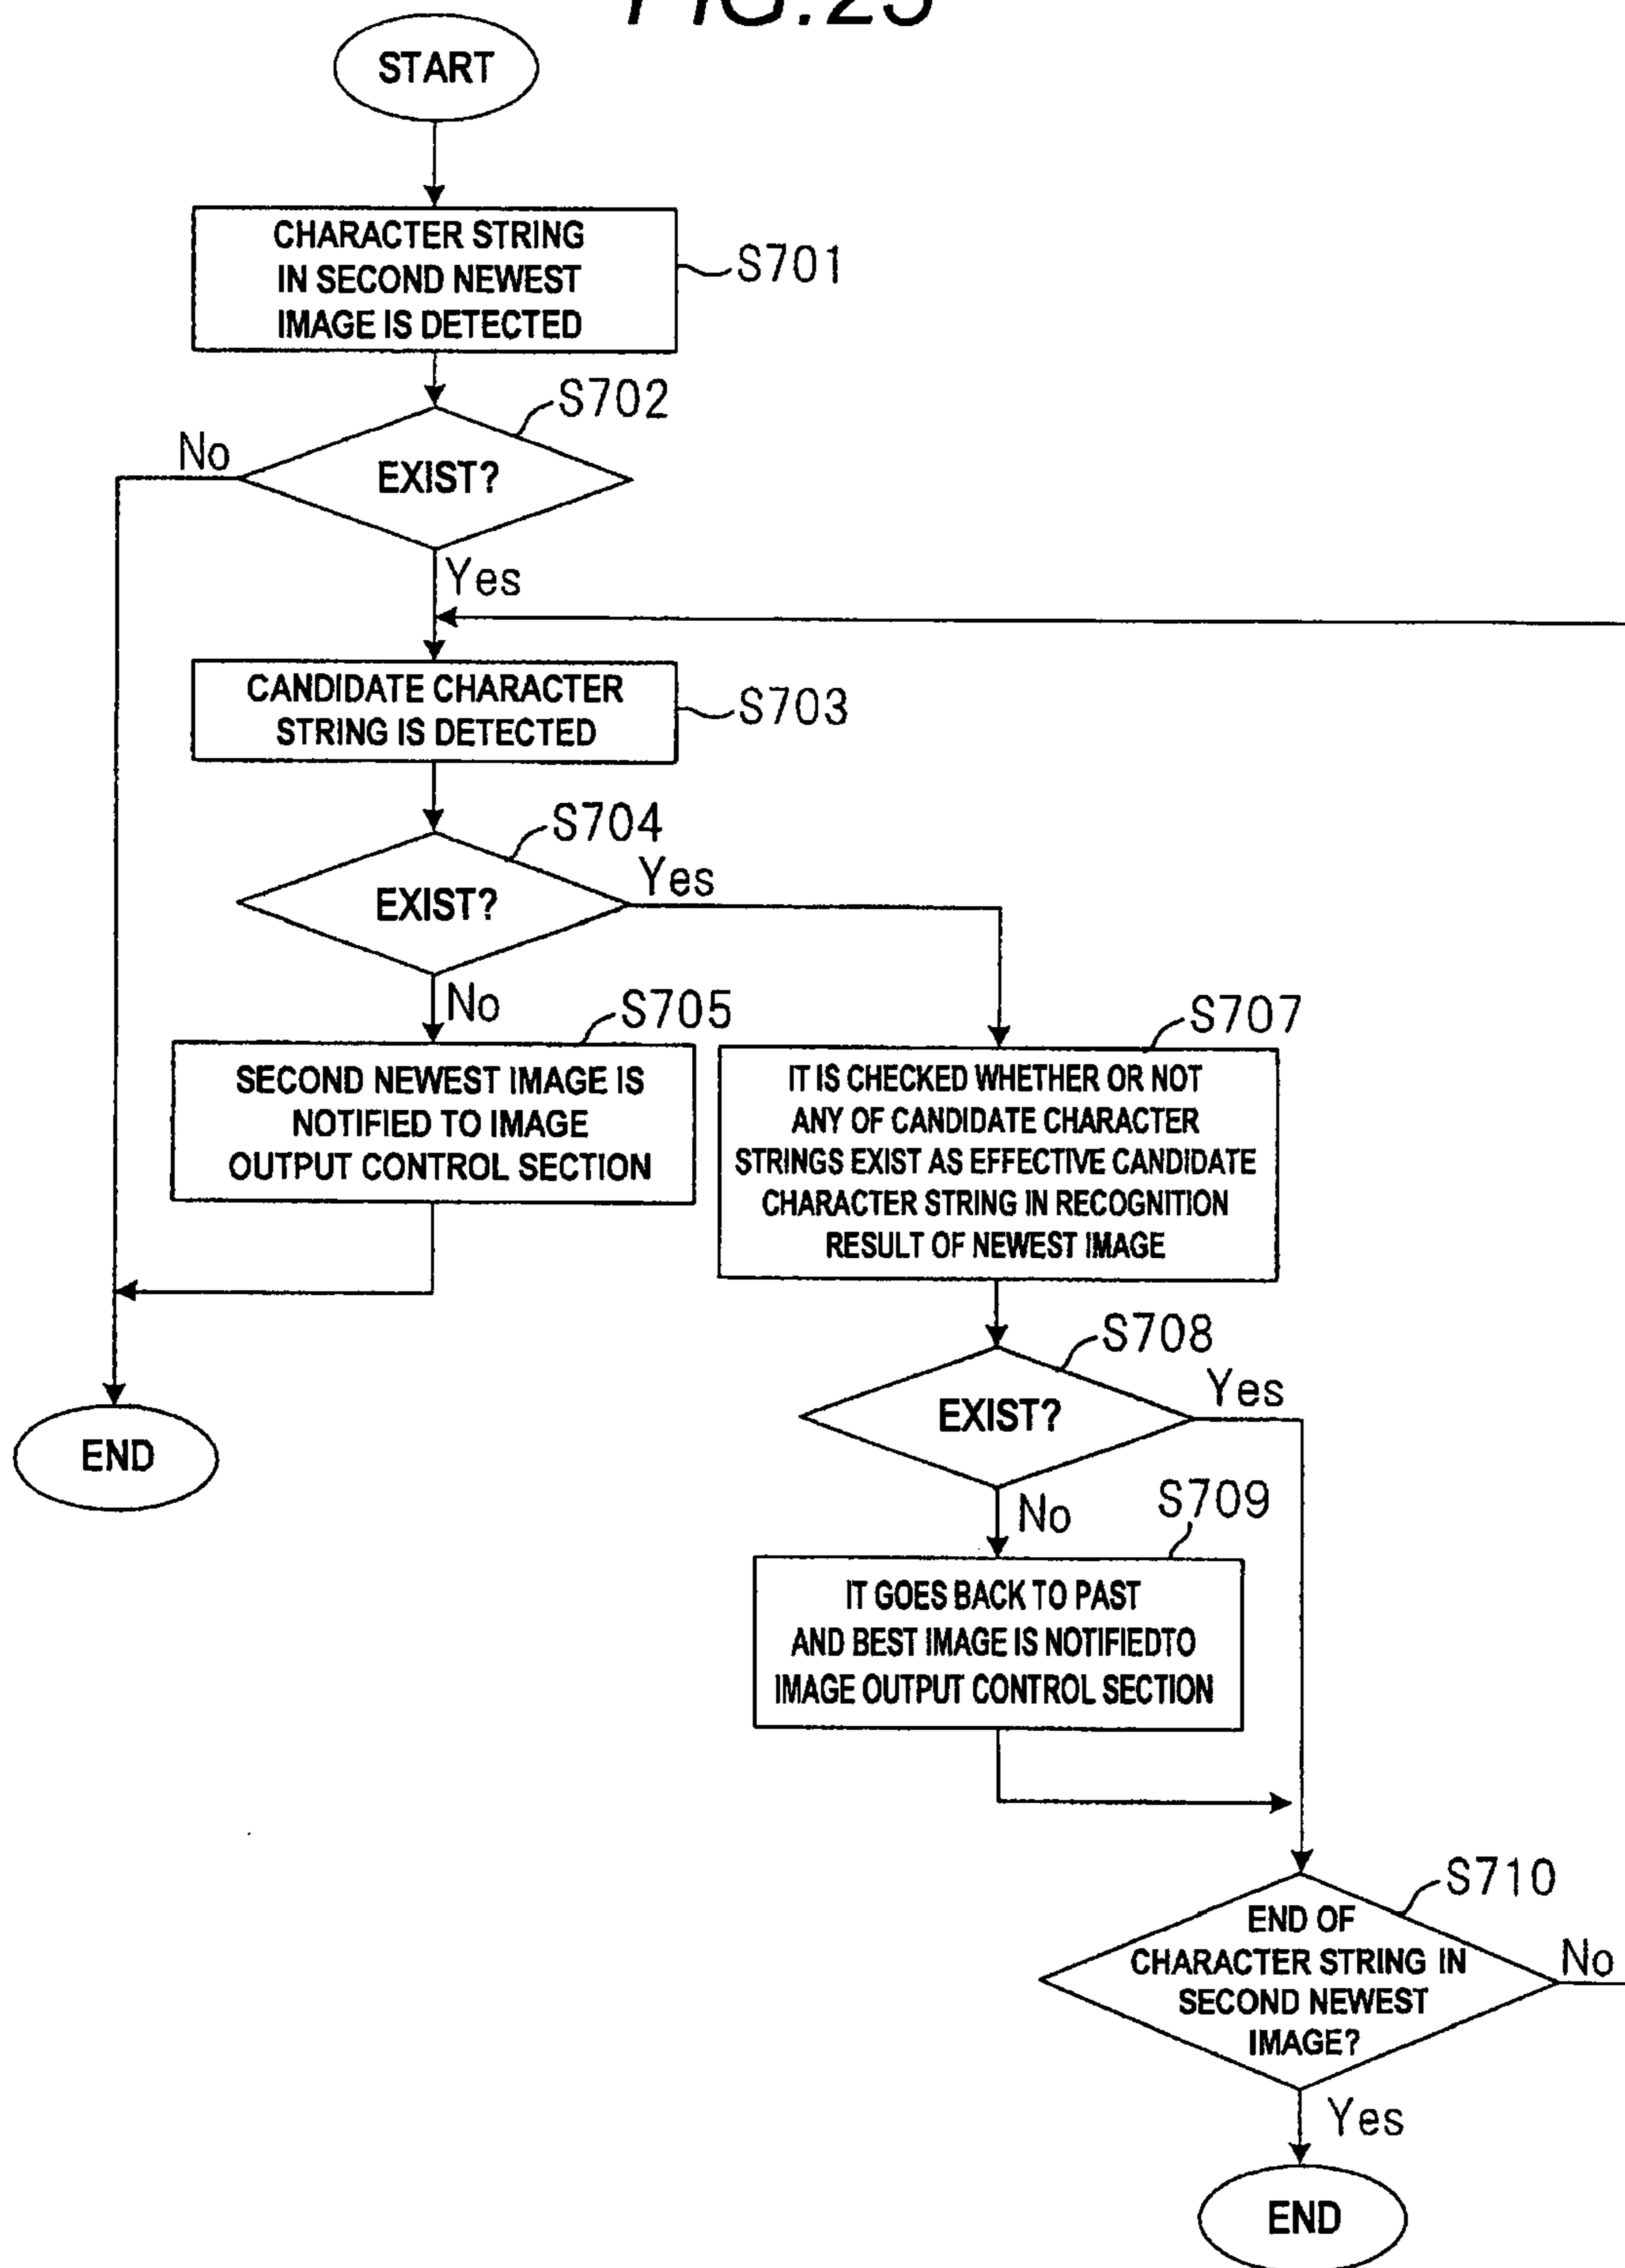 FIG.25
START
CHARACTER STRING
IN SECOND NEWEST
IMAGE IS DETECTED
S701
S702
No
EXIST?
Yes
CANDIDATE CHARACTER
STRING IS DETECTED
S703
S704
Yes
EXIST?
No
S705
SECOND NEWEST IMAGE IS
NOTIFIED TO IMAGE
OUTPUT CONTROL SECTION
S707
IT IS CHECKED WHETHER OR NOT
ANY OF CANDIDATE CHARACTER
STRINGS EXIST AS EFFECTIVE CANDIDATE
CHARACTER STRING IN RECOGNITION
RESULT OF NEWEST IMAGE
S708
Yes
EXIST?
END
No
S709
IT GOES BACK TO PAST
AND BEST IMAGE IS NOTIFIEDTO
IMAGE OUTPUT CONTROL SECTION
S710
END OF
CHARACTER STRING IN
SECOND NEWEST
IMAGE?
No
Yes
END